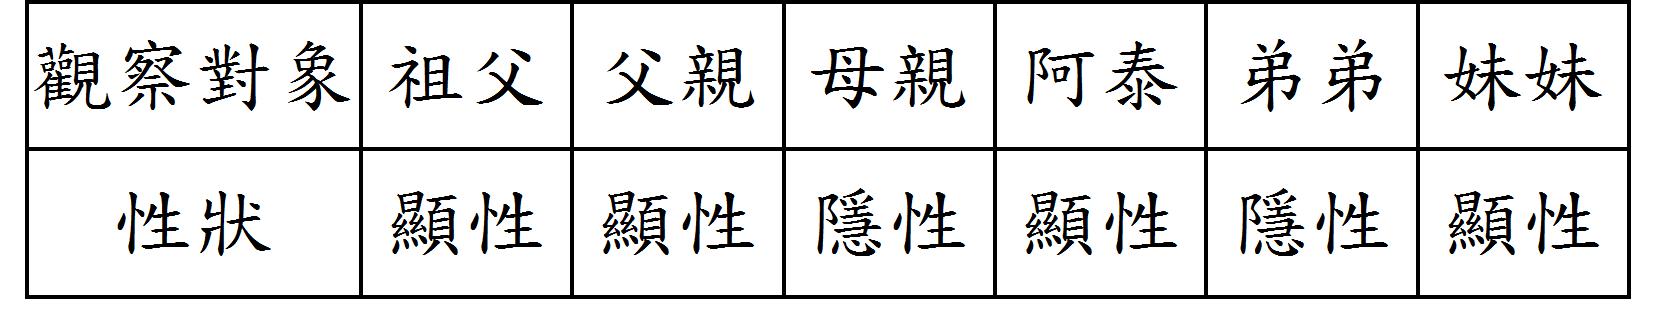 觀察對象 祖父 父親 母親 阿泰 弟弟 妹妹
性狀 顯性 顯性 隱性 顯性 隱性 顯性